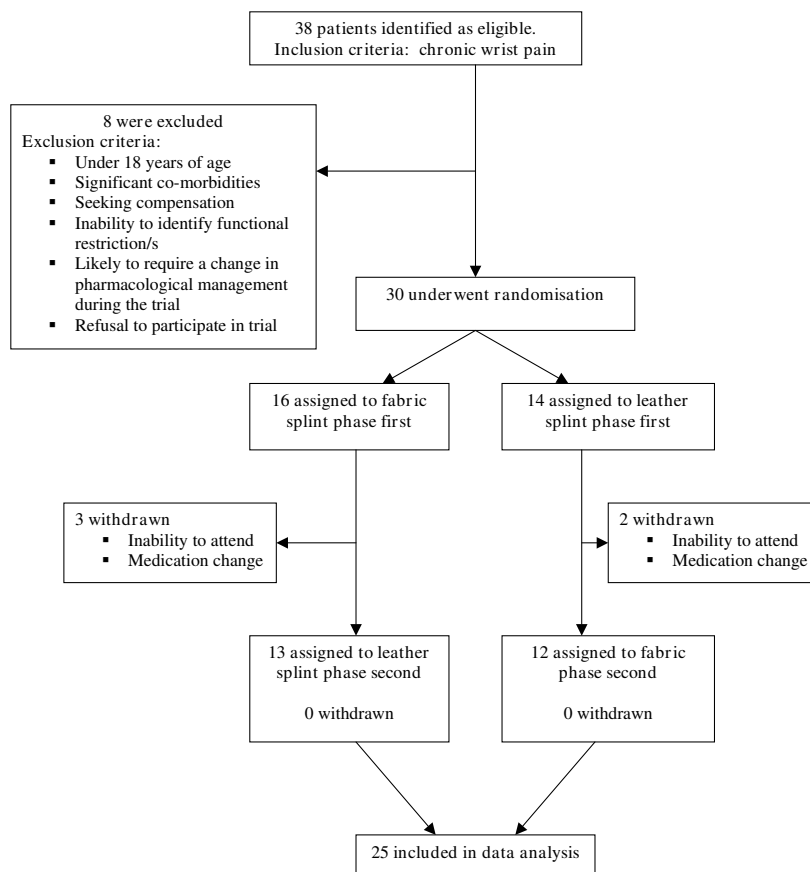 38 patients identified as eligible.
Inclusion criteria: chronic wrist pain
8 were excluded
Exclusion criteria:
▪ Under 18 years of age
▪ Significant co-morbidities
▪ Seeking compensation
▪ Inability to identify functional
restriction/s
▪ Likely to require a change in
pharmacological management
during the trial
▪ Refusal to participate in trial
30 underwent randomisation
16 assigned to fabric
splint phase first
14 assigned to leather
splint phase first
3 withdrawn
▪ Inability to attend
▪ Medication change
2 withdrawn
▪ Inability to attend
▪ Medication change
13 assigned to leather
splint phase second
0 withdrawn
12 assigned to fabric
phase second
0 withdrawn
25 included in data analysis